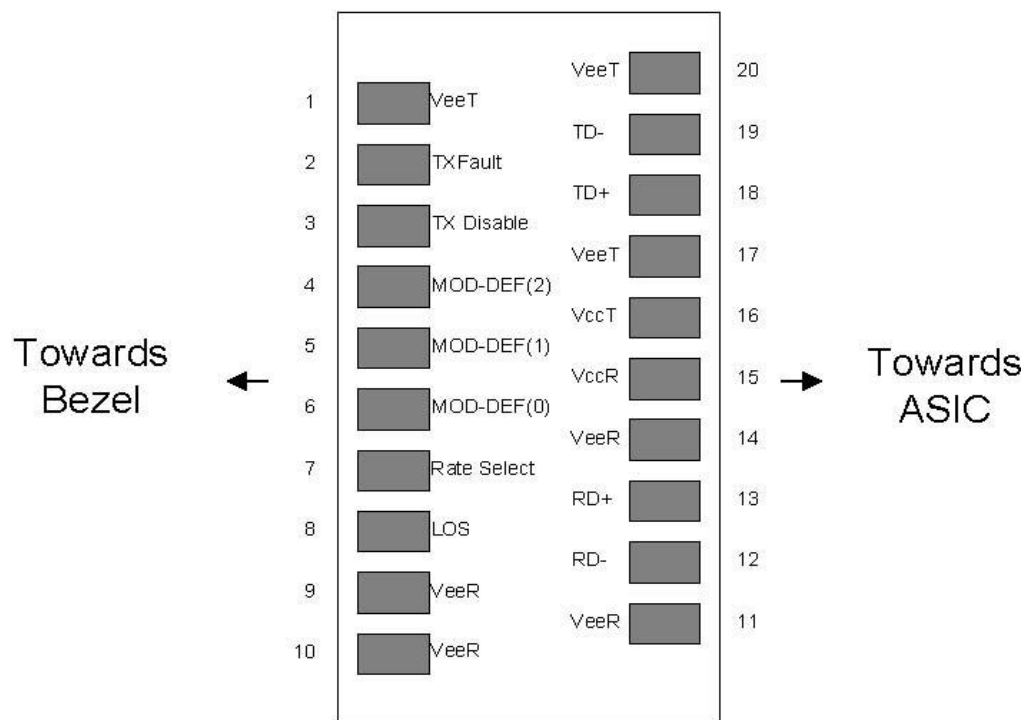 1 VeeT
2 TXFault
3 TX Disable
4 MOD-DEF(2)
5 MOD-DEF(1)
6 MOD-DEF(0)
7 Rate Select
8 LOS
9 VeeR
10 VeeR
VeeT 20
TD- 19
TD+ 18
VeeT 17
VccT 16
VccR 15
VeeR 14
RD+ 13
RD- 12
VeeR 11
Towards
Bezel
Towards
ASIC